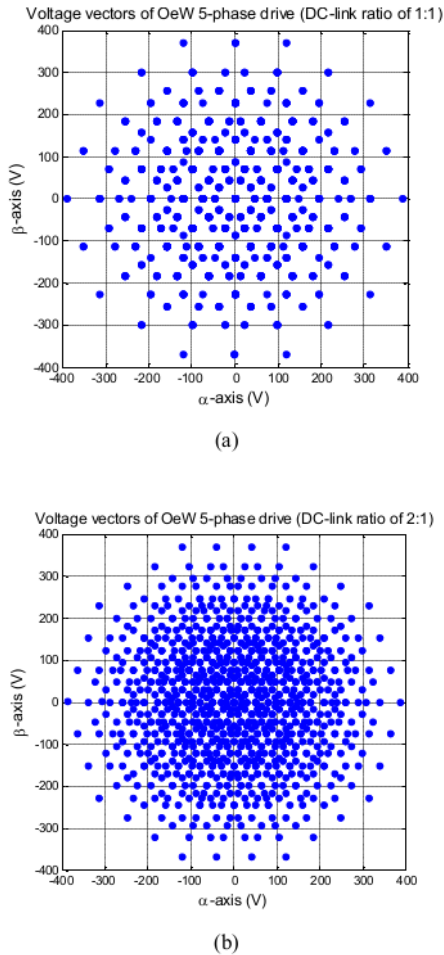 Voltage vectors of OeW 5-phase drive (DC-link ratio of 1:1)
400
300
200
100
0
-100
-200
-300
-400
β-axis (V)
-400 -300 -200 -100 0 100 200 300 400
α-axis (V)
(a)
Voltage vectors of OeW 5-phase drive (DC-link ratio of 2:1)
400
300
200
100
0
-100
-200
-300
-400
β-axis (V)
-400 -300 -200 -100 0 100 200 300 400
α-axis (V)
(b)